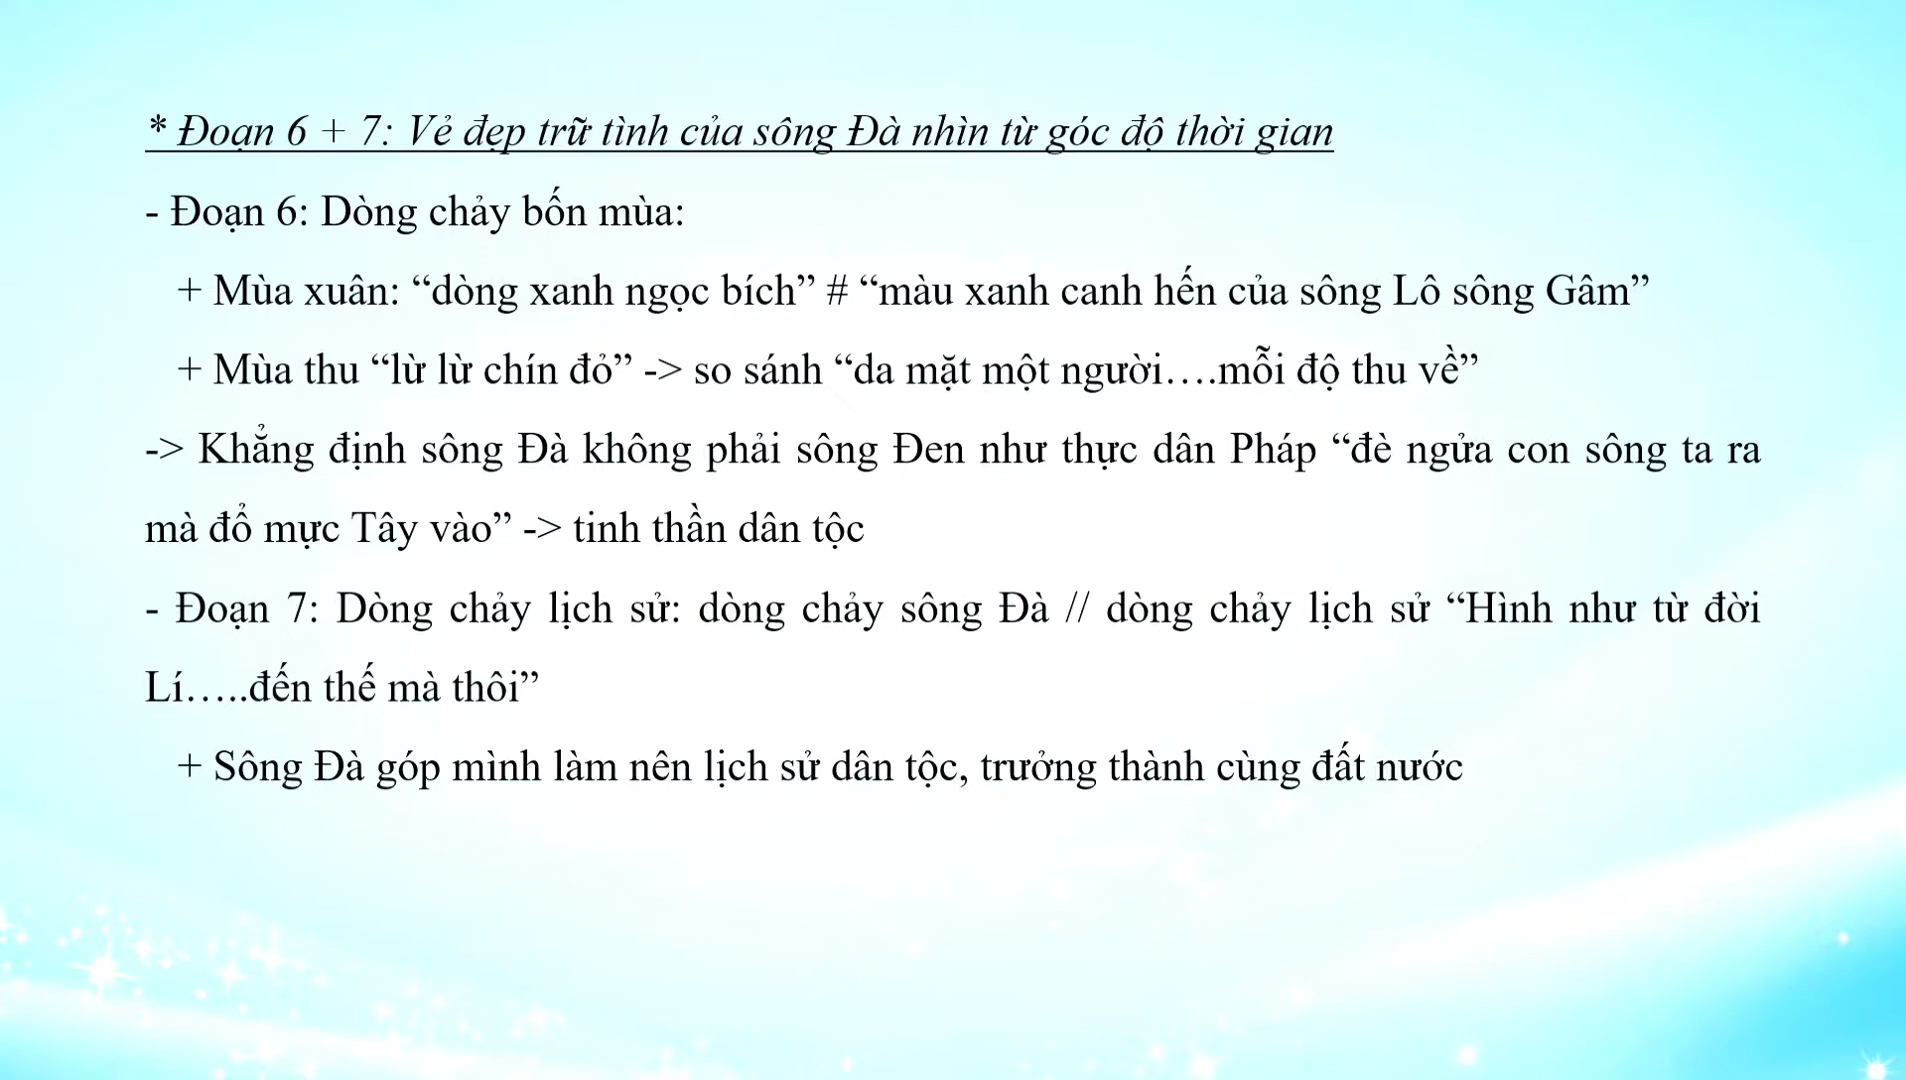 * Đoạn 6 + 7: Vẻ đẹp trữ tình của sông Đà nhìn từ góc độ thời gian
- Đoạn 6: Dòng chảy bốn mùa:
+ Mùa xuân: “dòng xanh ngọc bích” # “màu xanh canh hến của sông Lô sông Gâm”
+ Mùa thu “lừ lừ chín đỏ” -> so sánh “da mặt một người….mỗi độ thu về”
-> Khẳng định sông Đà không phải sông Đen như thực dân Pháp “đè ngửa con sông ta ra
mà đổ mực Tây vào” -> tinh thần dân tộc
- Đoạn 7: Dòng chảy lịch sử: dòng chảy sông Đà // dòng chảy lịch sử “Hình như từ đời
Lí…..đến thế mà thôi”
+ Sông Đà góp mình làm nên lịch sử dân tộc, trưởng thành cùng đất nước